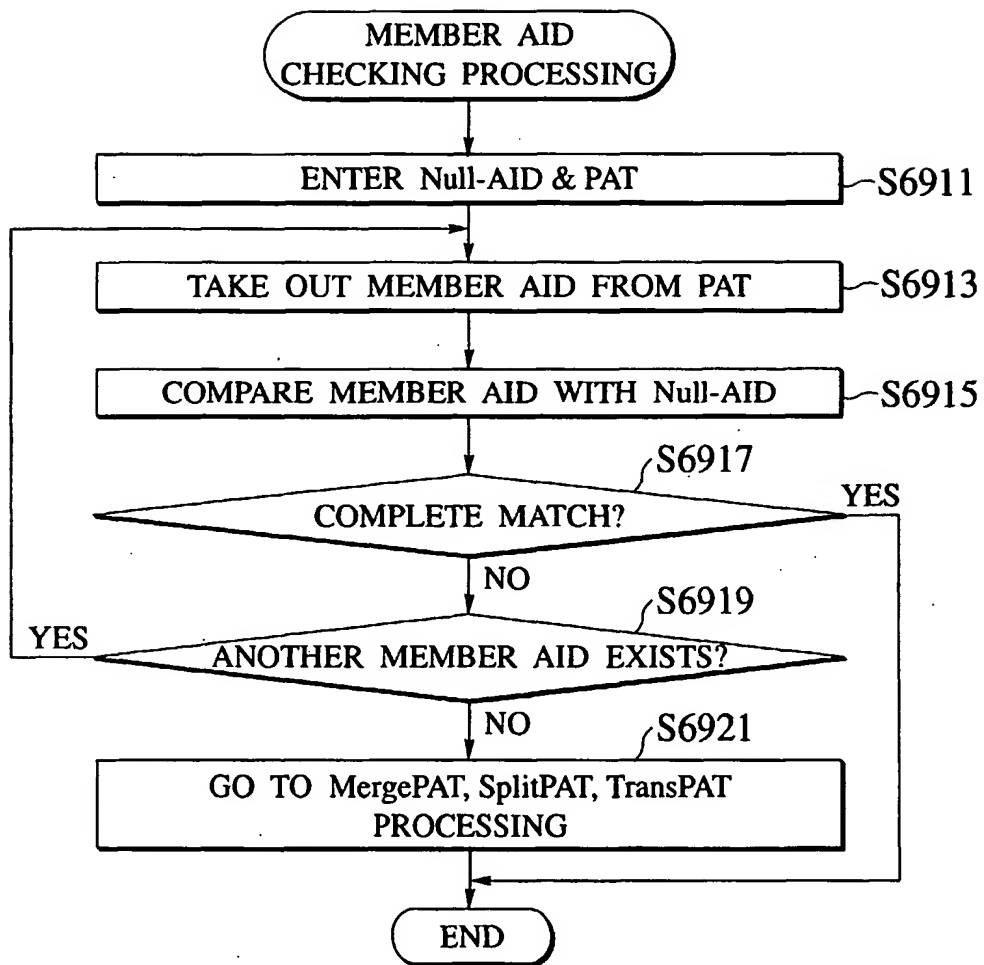 MEMBER AID
CHECKING PROCESSING
ENTER Null-AID & PAT
S6911
TAKE OUT MEMBER AID FROM PAT
S6913
COMPARE MEMBER AID WITH Null-AID
S6915
S6917
COMPLETE MATCH?
YES
NO
S6919
YES
ANOTHER MEMBER AID EXISTS?
NO
S6921
GO TO MergePAT, SplitPAT, TransPAT
PROCESSING
END